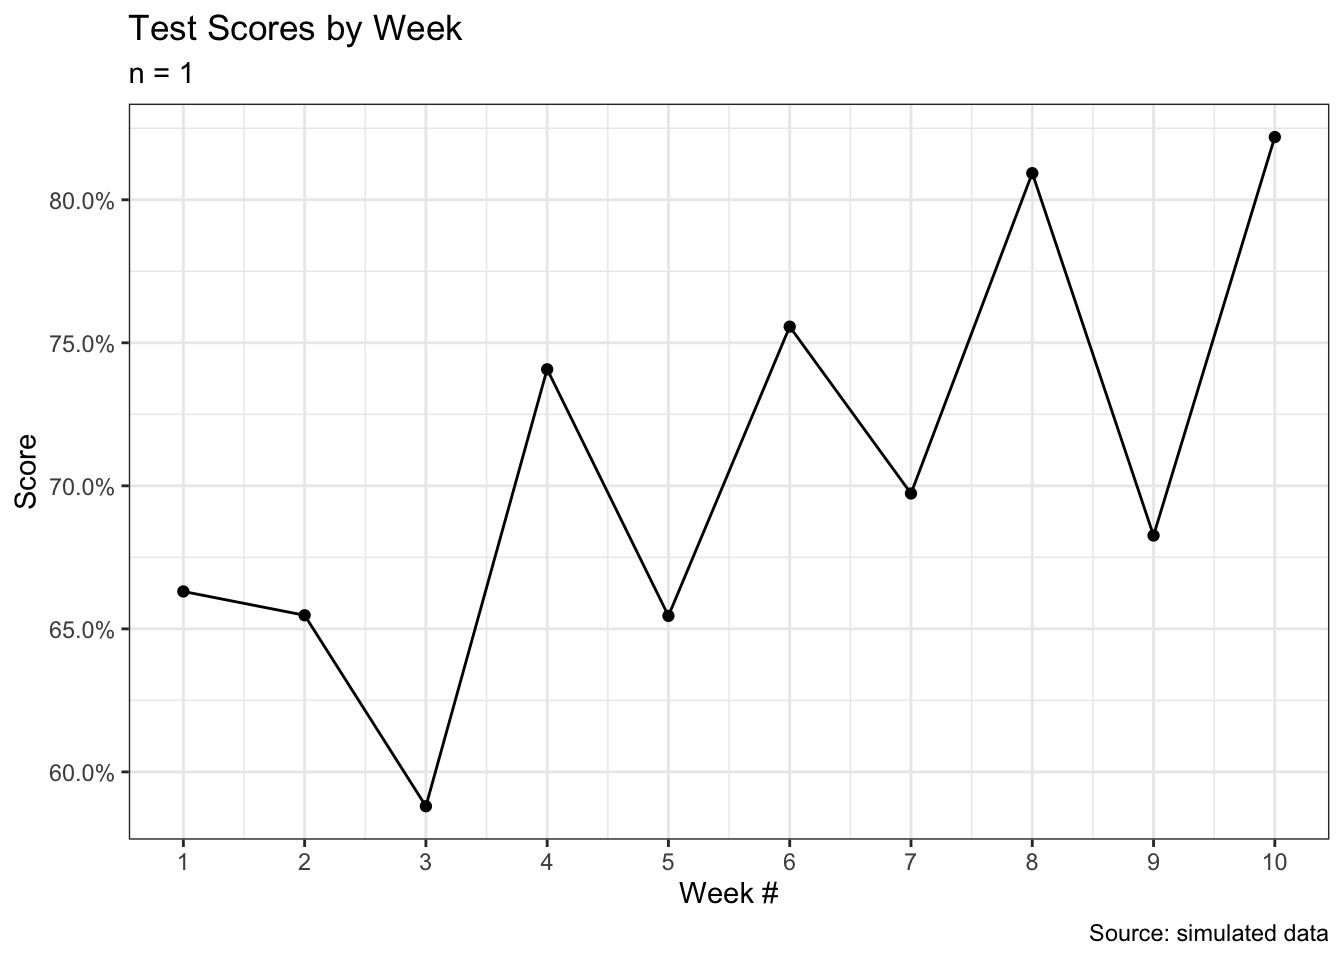 Test Scores by Week
n = 1
80.0%
75.0%
70.0%
65.0%
60.0%
Score
1 2 3 4 5 6 7 8 9 10
Week #
Source: simulated data